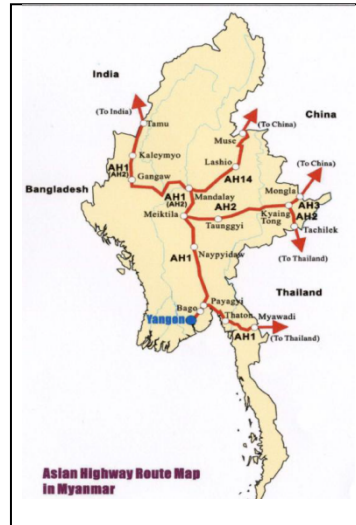 India
(To India)
Tamu
China
Muse
(To China)
Kaleymyo
AH1
(AH2)
Gangaw
Lashio
AH14
Mongla
(To China)
Bangladesh
AH1
(AH2)
Mandalay
AH2
Kyaing
Tong
AH3
AH2
Meiktila
Taunggyi
Tachilek
AH1
Naypyidaw
(To Thailand)
Thailand
Payagyi
Bago
Yangon
Thaton
Myawadi
AH1
(To Thailand)
Asian Highway Route Map
in Myanmar